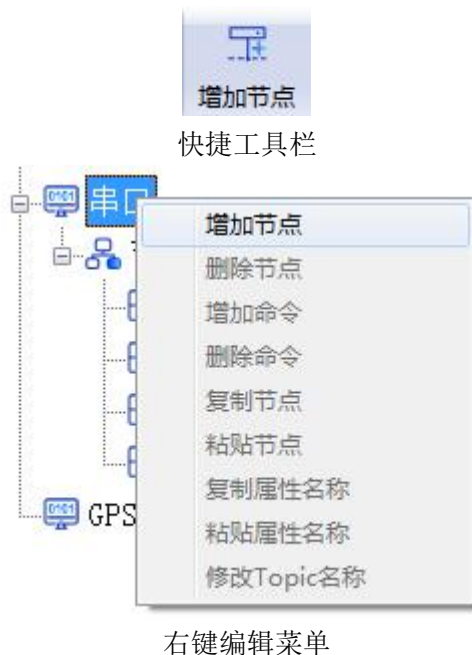 增加节点
快捷工具栏
串口
增加节点
删除节点
增加命令
删除命令
复制节点
粘贴节点
复制属性名称
粘贴属性名称
修改Topic名称
GPS
右键编辑菜单